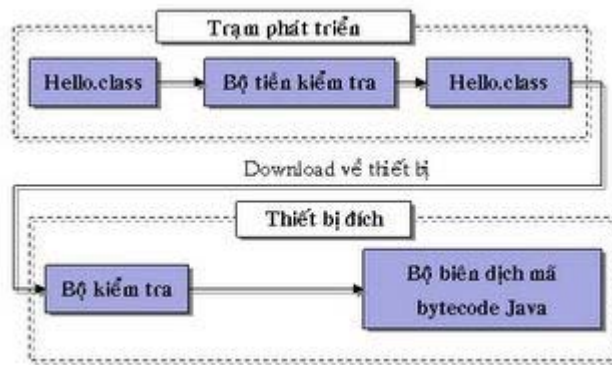 Trạm phát triển
Hello.class
Bộ tiền kiểm tra
Hello.class
Download về thiết bị
Thiết bị đích
Bộ kiểm tra
Bộ biên dịch mã
bytecode Java